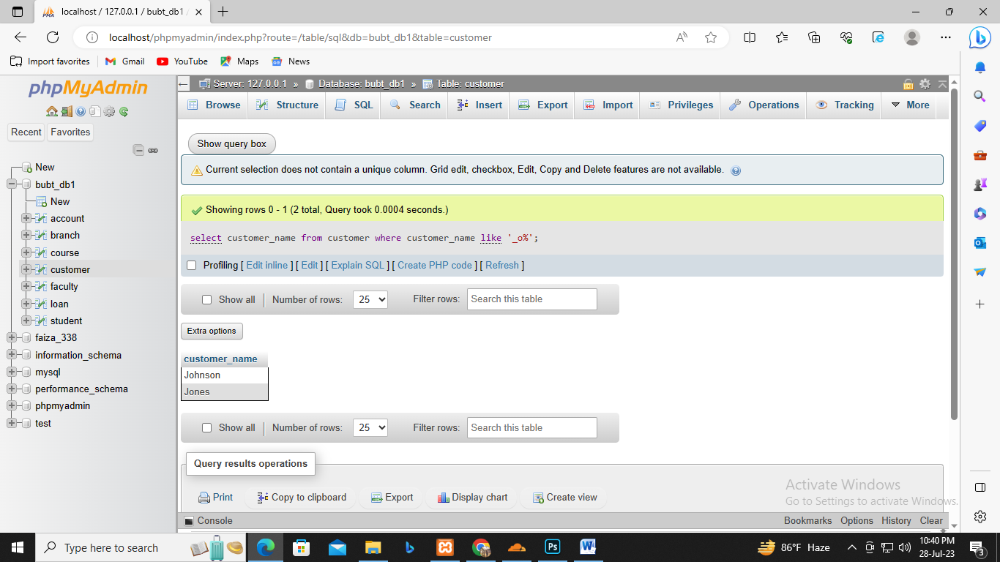 localhost / 127.0.0.1 / bubt_db1
localhost/phpmyadmin/index.php?route=/table/sql&db=bubt_db1&table=customer
Import favorites
Gmail
YouTube
Maps
News
phpMyAdmin
Recent
Favorites
New
bubt_db1
New
account
branch
course
customer
faculty
loan
student
faiza_338
information_schema
mysql
performance_schema
phpmyadmin
test
Server: 127.0.0.1 » Database: bubt_db1 » Table: customer
Browse
Structure
SQL
Search
Insert
Export
Import
Privileges
Operations
Tracking
More
Show query box
Current selection does not contain a unique column. Grid edit, checkbox, Edit, Copy and Delete features are not available.
Showing rows 0 - 1 (2 total, Query took 0.0004 seconds.)
select customer_name from customer where customer_name like '_o%';
Profiling [ Edit inline ] [ Edit ] [ Explain SQL ] [ Create PHP code ] [ Refresh ]
Show all
Number of rows:
25
Filter rows:
Search this table
Extra options
customer_name
Johnson
Jones
Show all
Number of rows:
25
Filter rows:
Search this table
Query results operations
Print
Copy to clipboard
Export
Display chart
Create view
Activate Windows
Go to Settings to activate Windows.
Console
Bookmarks
Options
History
Clear
Type here to search
86°F Haze
10:40 PM
28-Jul-23
3